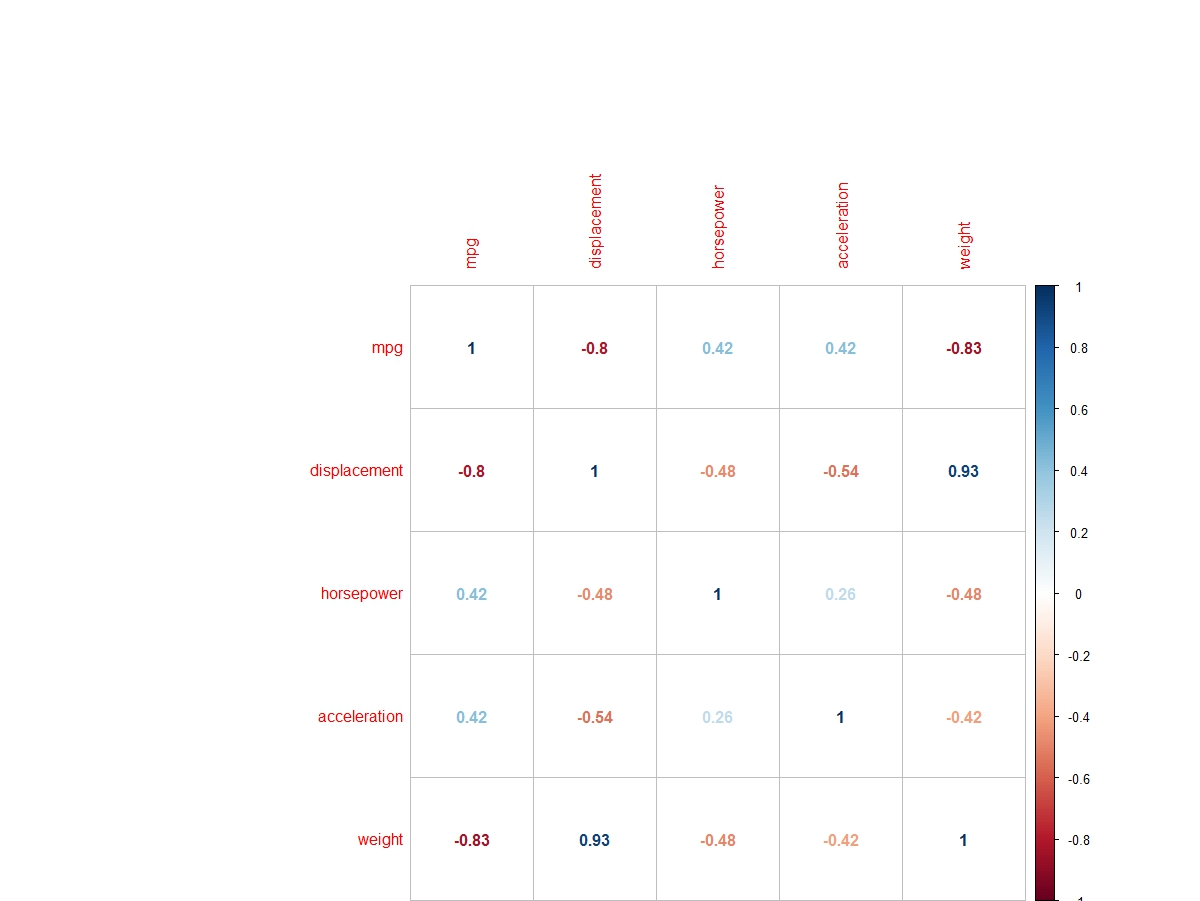 mpg displacement horsepower acceleration weight
mpg 1 -0.8 0.42 0.42 -0.83
displacement -0.8 1 -0.48 -0.54 0.93
horsepower 0.42 -0.48 1 0.26 -0.48
acceleration 0.42 -0.54 0.26 1 -0.42
weight -0.83 0.93 -0.48 -0.42 1
1
0.8
0.6
0.4
0.2
0
-0.2
-0.4
-0.6
-0.8